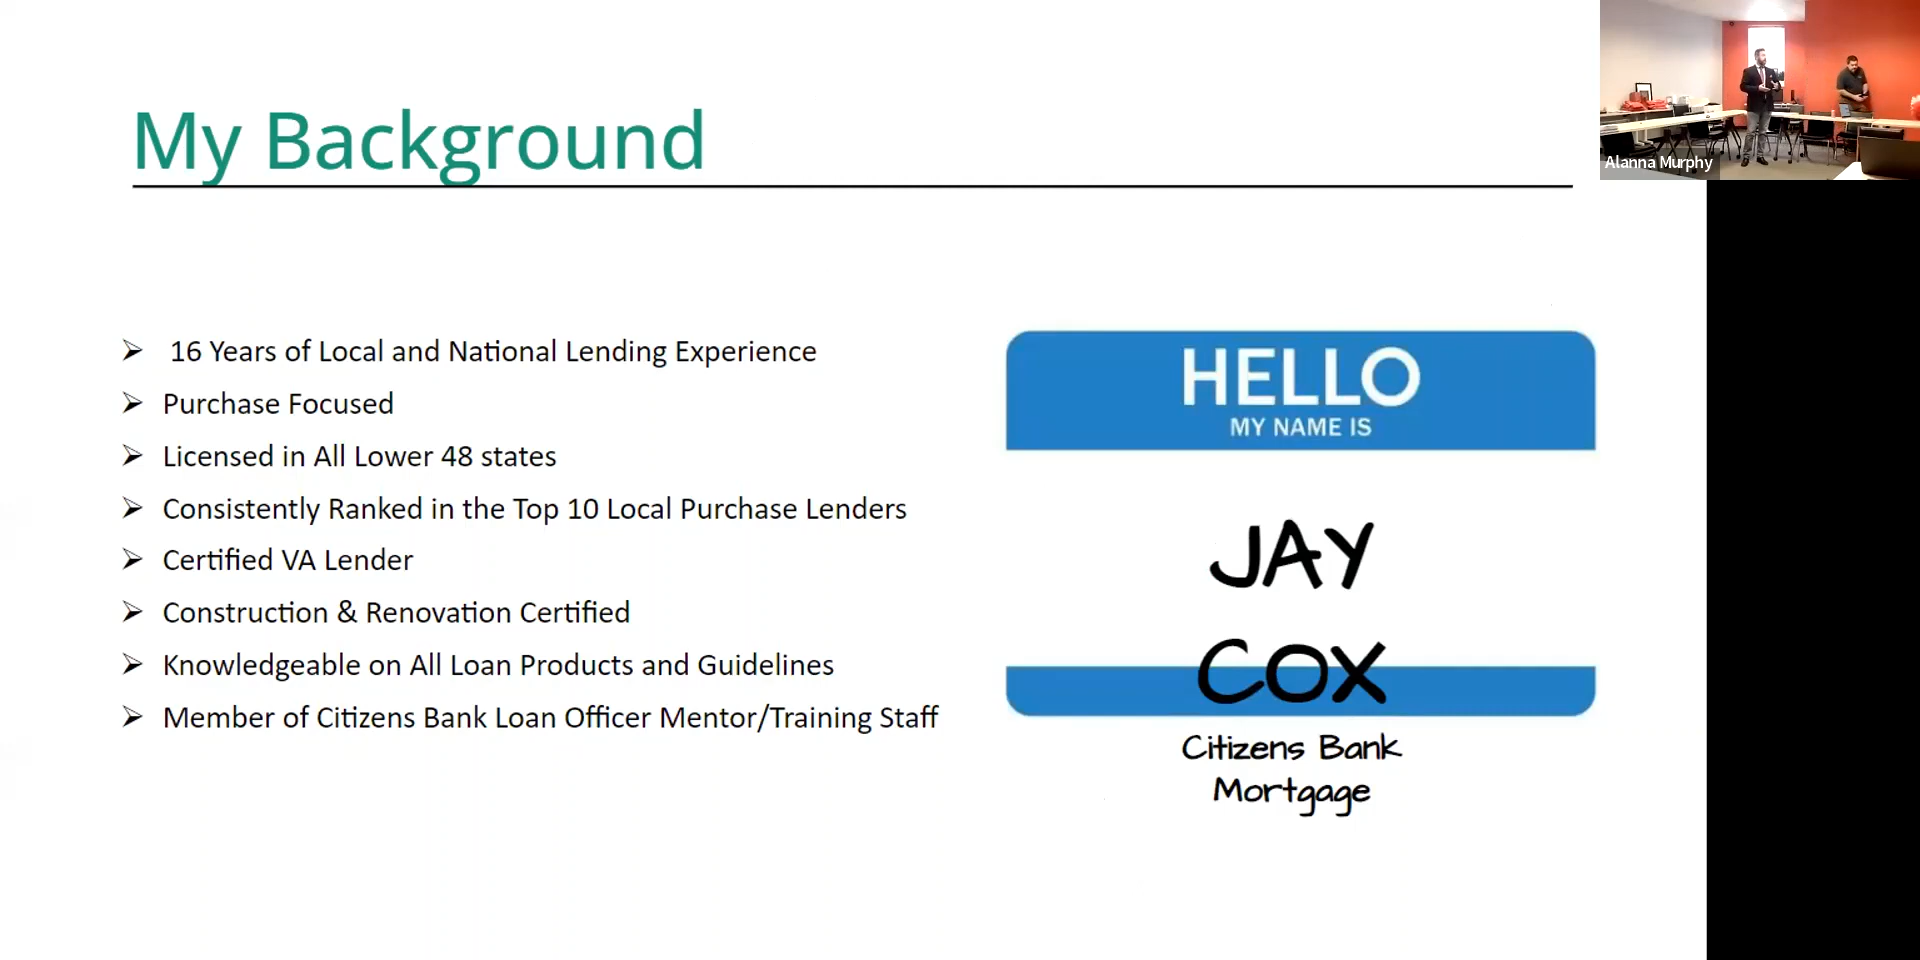 My Background
16 Years of Local and National Lending Experience
Purchase Focused
Licensed in All Lower 48 states
Consistently Ranked in the Top 10 Local Purchase Lenders
Certified VA Lender
Construction & Renovation Certified
Knowledgeable on All Loan Products and Guidelines
Member of Citizens Bank Loan Officer Mentor/Training Staff
HELLO
MY NAME IS
JAY
COX
Citizens Bank
Mortgage
Alanna Murphy